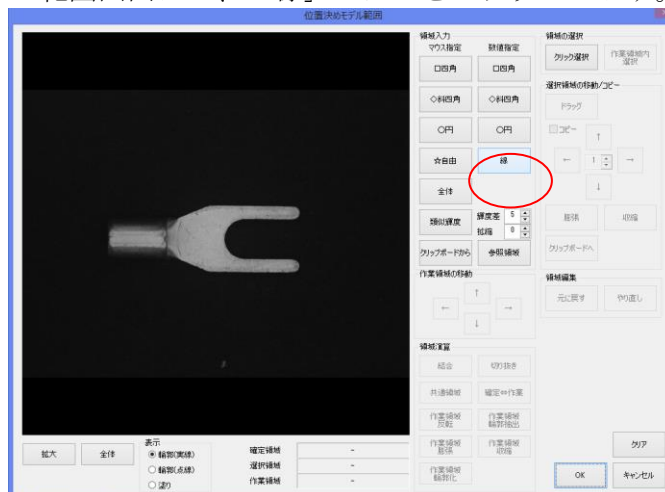 位置決めモデル範囲
領域入力
マウス指定 数値指定
□四角 □四角
◇斜四角 ◇斜四角
○円 ○円
☆自由 線
全体
類似輝度 輝度差 5
拡縮 0
クリップボードから 参照領域
作業領域の移動
↑
← →
↓
領域演算
結合 切り抜き
共通領域 確定⇔作業
作業領域 反転 作業領域 輪郭抽出
作業領域 膨張 作業領域 収縮
作業領域 輪郭化
領域の選択
クリック選択 作業領域内 選択
選択領域の移動/コピー
ドラッグ
コピー
↑
← 1 →
↓
膨張 収縮
クリップボードへ
領域編集
元に戻す やり直し
クリア
OK キャンセル
拡大 全体
表示
輪郭(実線)
輪郭(点線)
塗り
確定領域 -
選択領域 -
作業領域 -